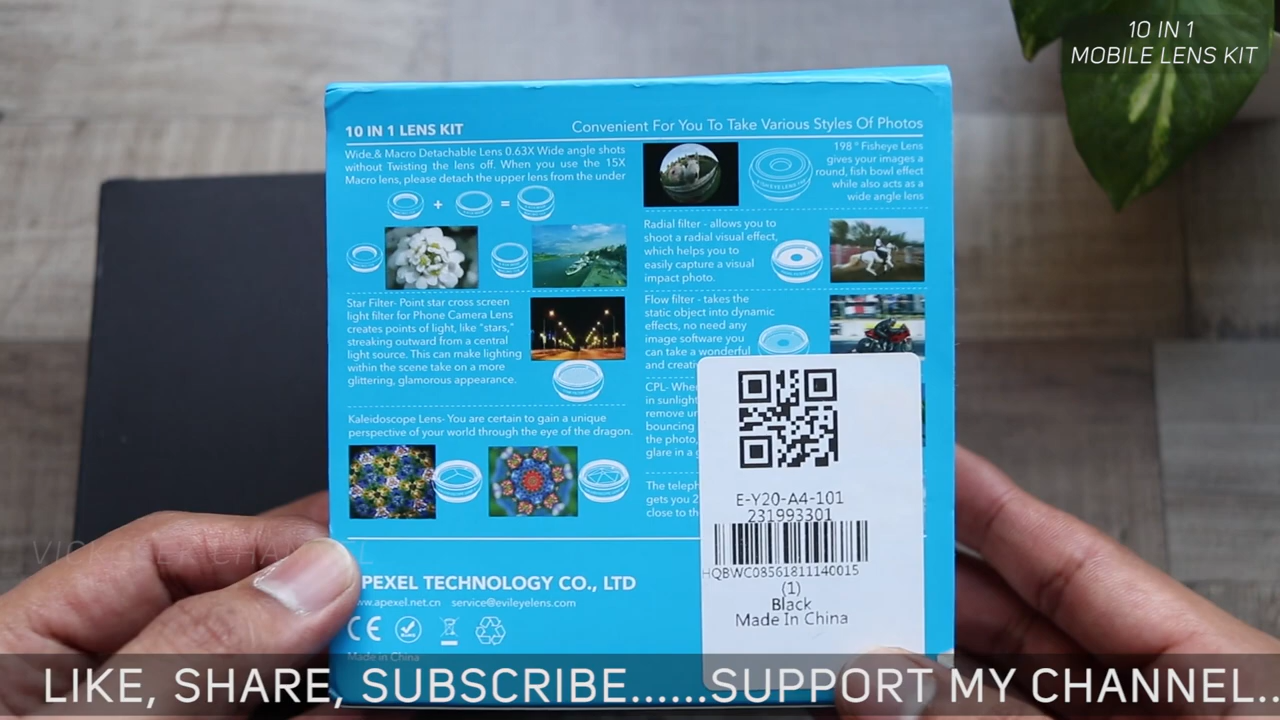 10 IN 1
MOBILE LENS KIT
10 IN 1 LENS KIT
Convenient For You To Take Various Styles Of Photos
Wide,& Macro Detachable Lens 0.63X Wide angle shots
without Twisting the lens off. When you use the 15X
Macro lens, please detach the upper lens from the under
+ =
Star Filter- Point star cross screen
light filter for Phone Camera Lens
creates points of light, like "stars,"
streaking outward from a central
light source. This can make lighting
within the scene take on a more
glittering, glamorous appearance.
Kaleidoscope Lens- You are certain to gain a unique
perspective of your world through the eye of the dragon.
198 ° Fisheye Lens
gives your images a
round, fish bowl effect
while also acts as a
wide angle lens
Radial filter - allows you to
shoot a radial visual effect,
which helps you to
easily capture a visual
impact photo.
Flow filter - takes the
static object into dynamic
effects, no need any
image software you
can take a wonderful
and
CPL-
in sunlight
remove
bouncing
the photo,
glare in a
The
gets you
close to
E-Y20-A4-101
231993301
HQBWC08561811140015
(1)
Black
Made In China
PEXEL TECHNOLOGY CO., LTD
www.apexel.net.cn service@evileyelens.com
CE
Made in China
LIKE, SHARE, SUBSCRIBE......SUPPORT MY CHANNEL..